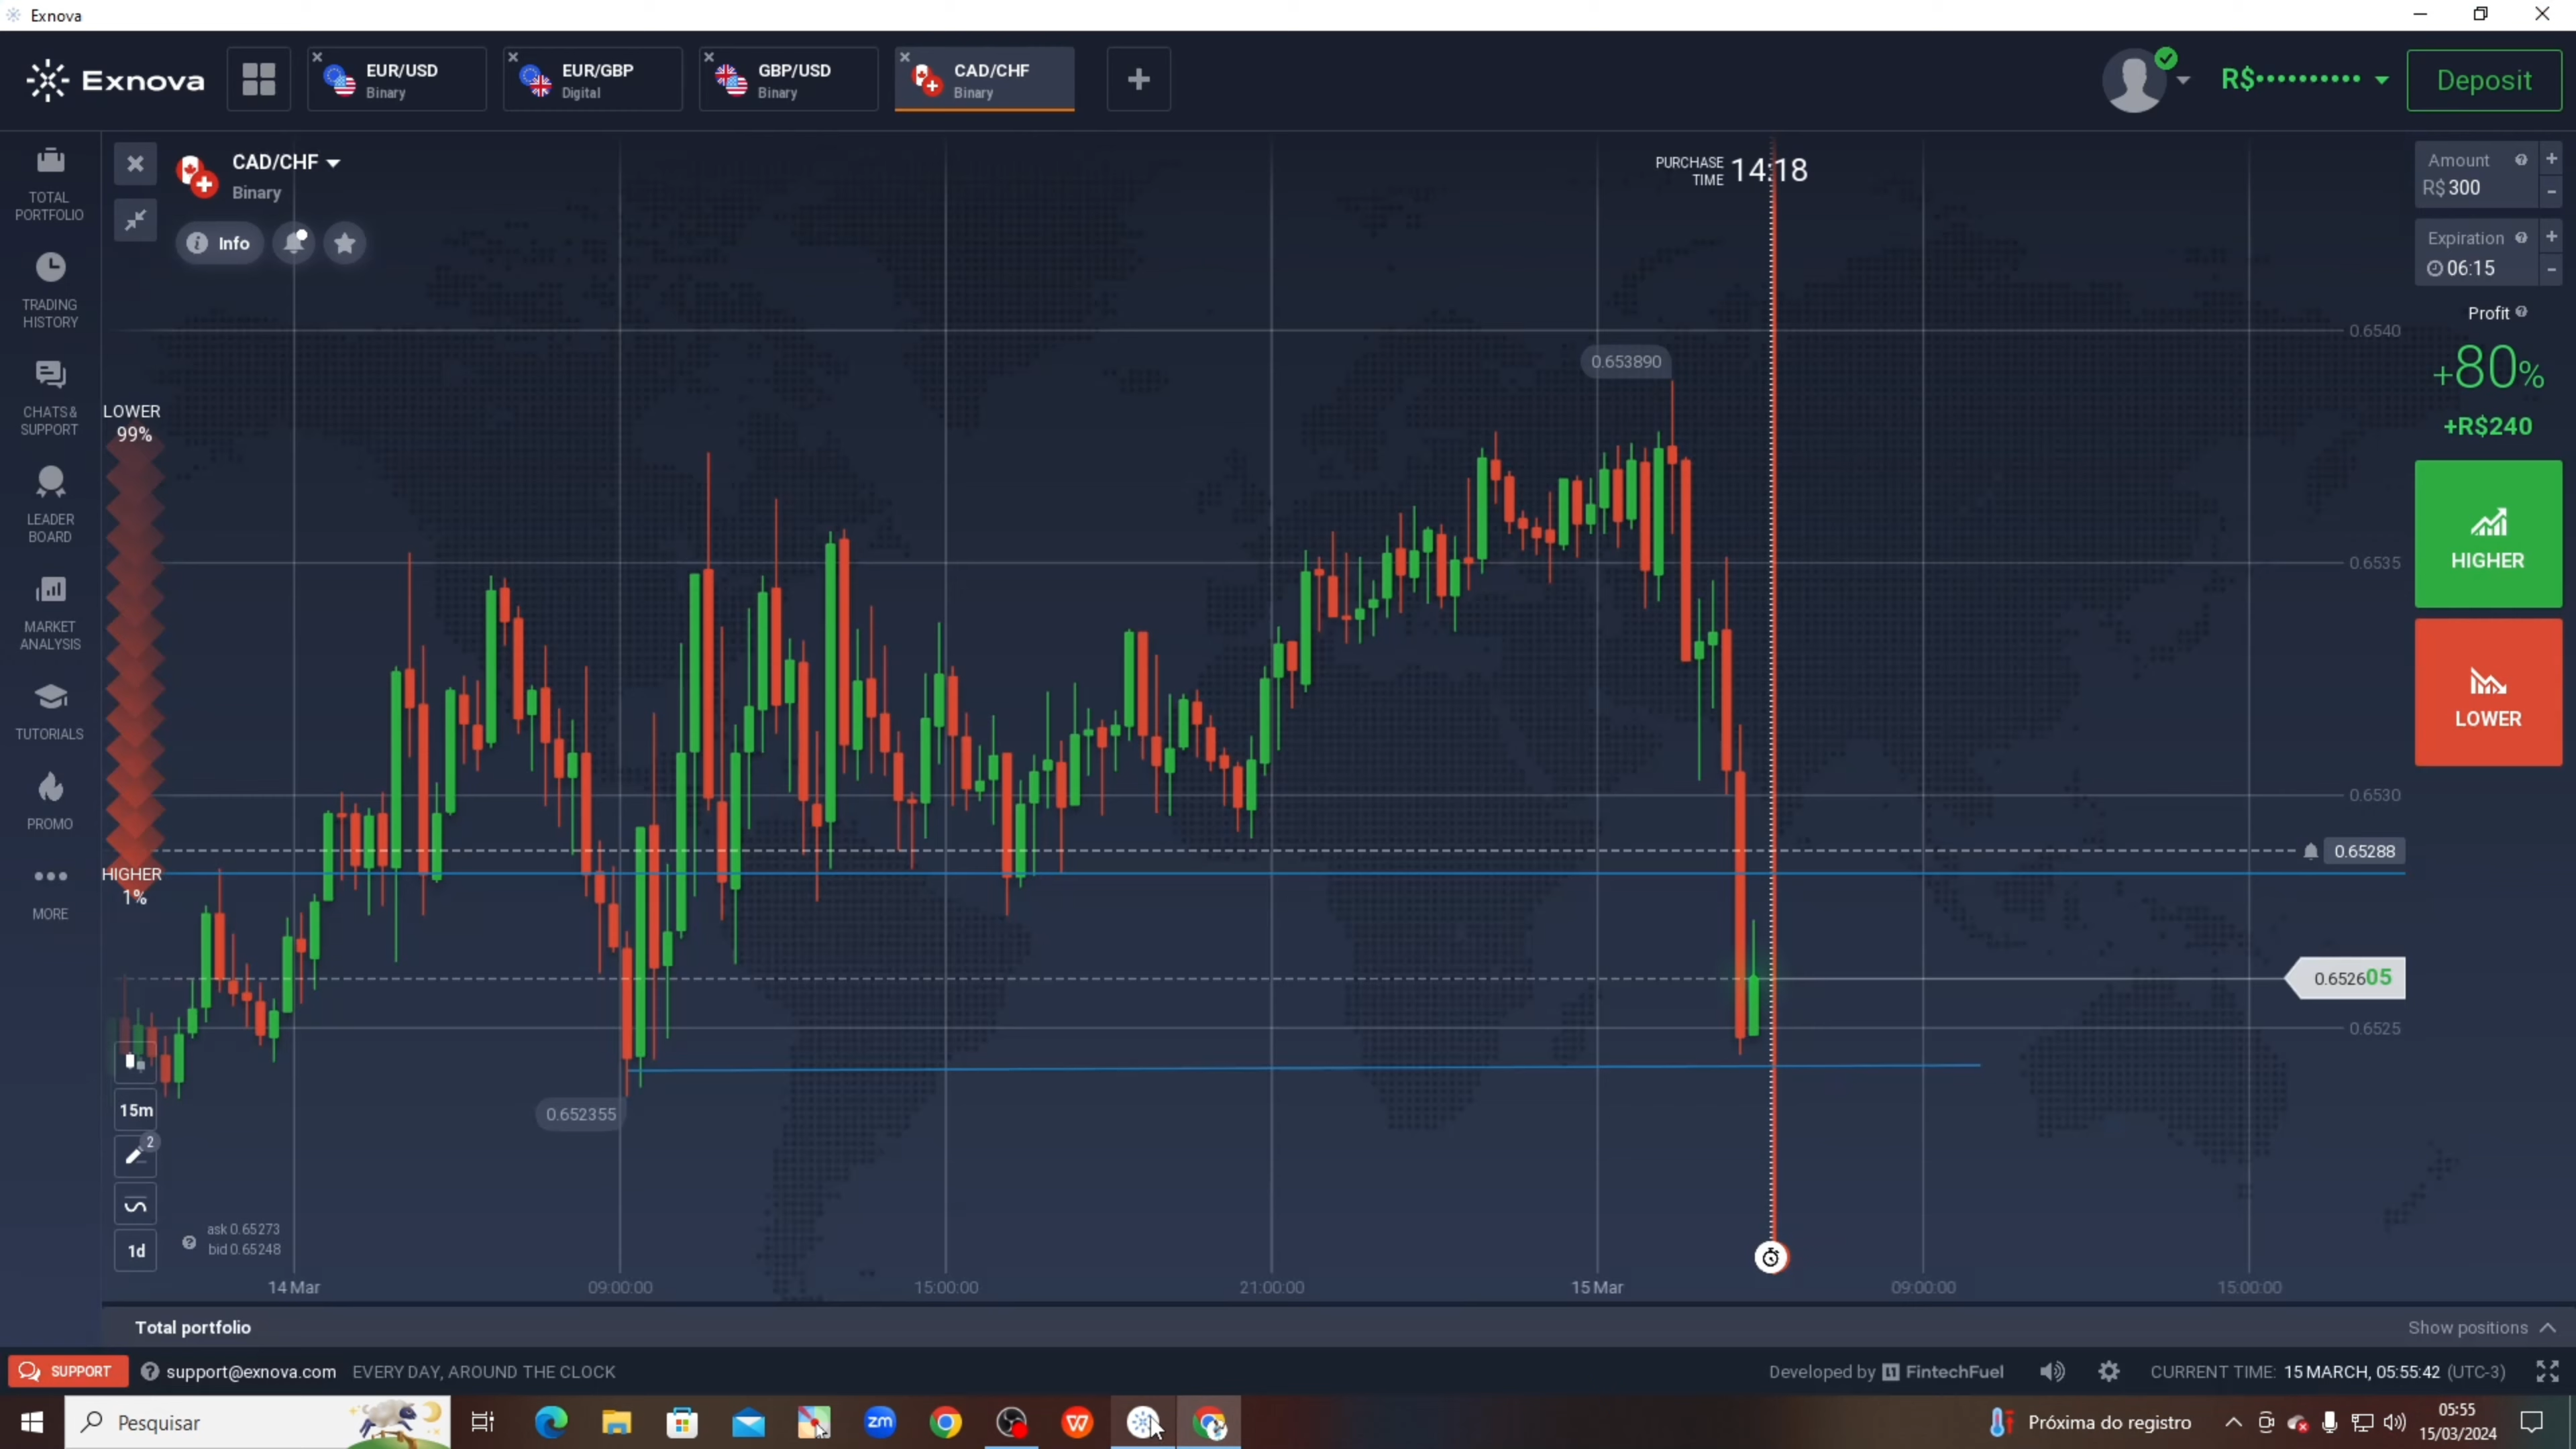 Exnova
Exnova
EUR/USD
Binary
EUR/GBP
Digital
GBP/USD
Binary
CAD/CHF
Binary
R$••••••••••
Deposit
TOTAL
PORTFOLIO
TRADING
HISTORY
CHATS &
SUPPORT
LEADER
BOARD
MARKET
ANALYSIS
TUTORIALS
PROMO
MORE
CAD/CHF
Binary
Info
LOWER
99%
HIGHER
1%
PURCHASE
TIME
14:18
0.653890
0.652355
0.6540
0.6535
0.6530
0.65288
0.652605
0.6525
15m
2
1d
ask 0.65273
bid 0.65248
14 Mar
09:00:00
15:00:00
21:00:00
15 Mar
09:00:00
15:00:00
Amount
R$ 300
Expiration
06:15
Profit
+80%
+R$240
HIGHER
LOWER
Total portfolio
Show positions
SUPPORT
support@exnova.com EVERY DAY, AROUND THE CLOCK
Developed by FintechFuel
CURRENT TIME: 15 MARCH, 05:55:42 (UTC-3)
Pesquisar
zm
W
Próxima do registro
05:55
15/03/2024